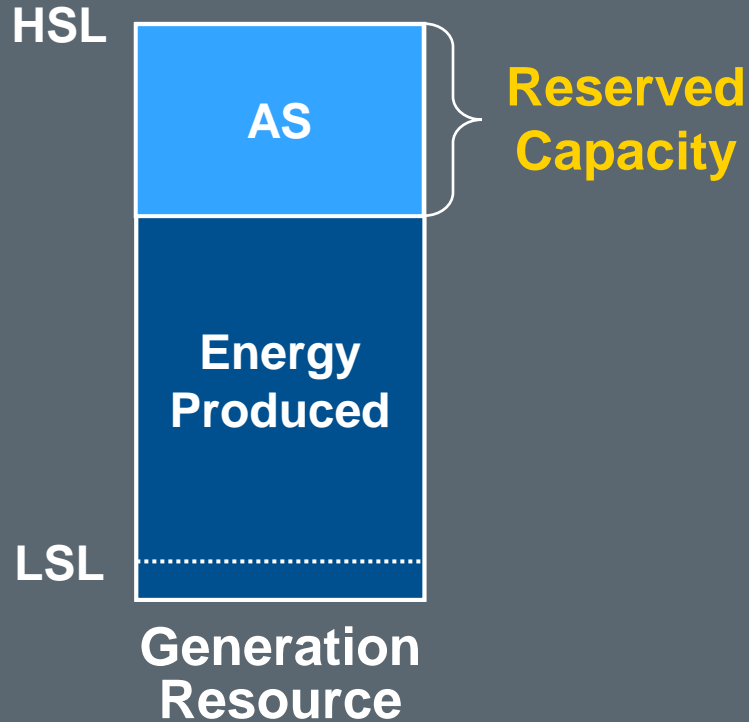 HSL
AS
Reserved
Capacity
Energy
Produced
LSL
Generation
Resource